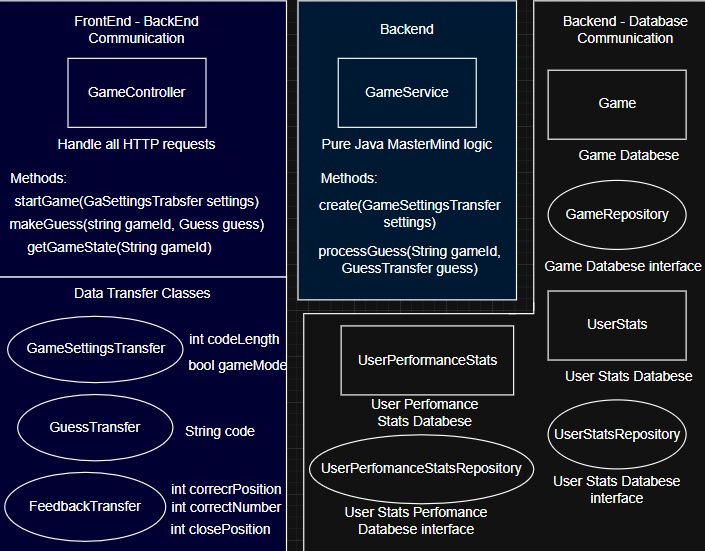 FrontEnd - BackEnd
Communication
GameController
Handle all HTTP requests
Methods:
startGame(GaSettingsTrabsfer settings)
makeGuess(string gameId, Guess guess)
getGameState(String gameId)
Data Transfer Classes
GameSettingsTransfer
int codeLength
bool gameMode
GuessTransfer
String code
FeedbackTransfer
int correcrPosition
int correctNumber
int closePosition
Backend
GameService
Pure Java MasterMind logic
Methods:
create(GameSettingsTransfer
settings)
processGuess(String gameId,
GuessTransfer guess)
Backend - Database
Communication
Game
Game Databese
GameRepository
Game Databese interface
UserStats
User Stats Databese
UserStatsRepository
User Stats Databese
interface
UserPerformanceStats
User Perfomance
Stats Databese
UserPerfomanceStatsRepository
User Stats Perfomance
Databese interface